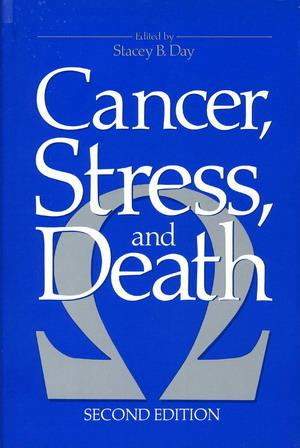 Edited by
Stacey B. Day
Cancer,
Stress,
and
Death
Ω
SECOND EDITION